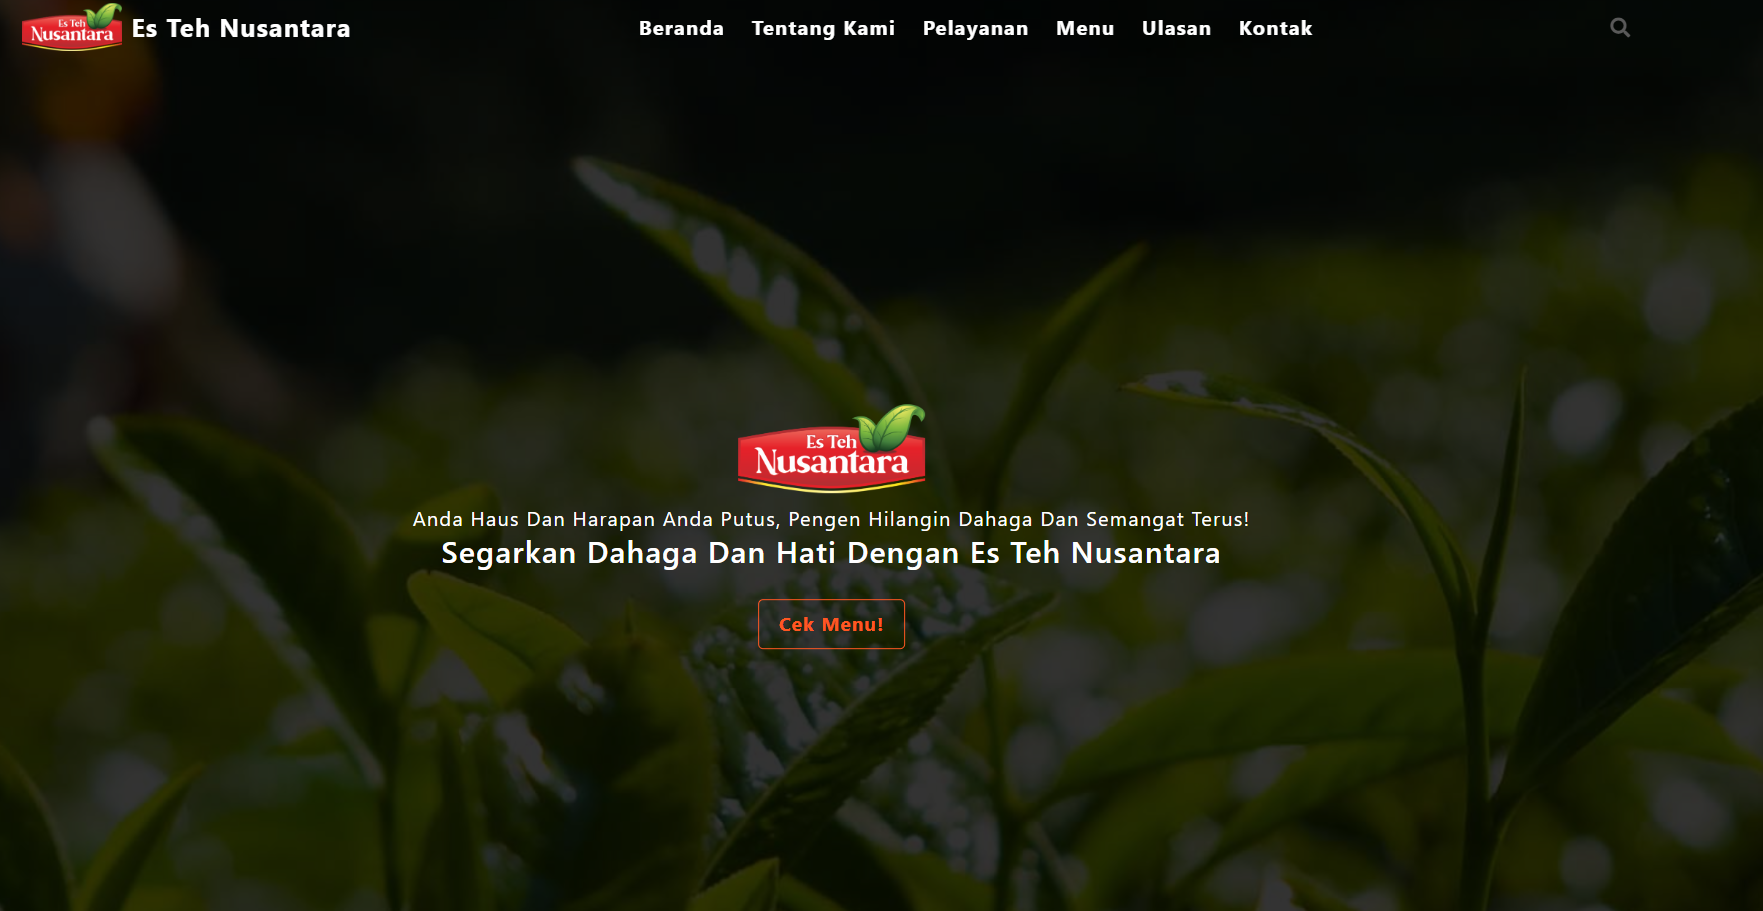 Es Teh
Nusantara
Es Teh Nusantara
Beranda
Tentang Kami
Pelayanan
Menu
Ulasan
Kontak
Es Teh
Nusantara
Anda Haus Dan Harapan Anda Putus, Pengen Hilangin Dahaga Dan Semangat Terus!
Segarkan Dahaga Dan Hati Dengan Es Teh Nusantara
Cek Menu!